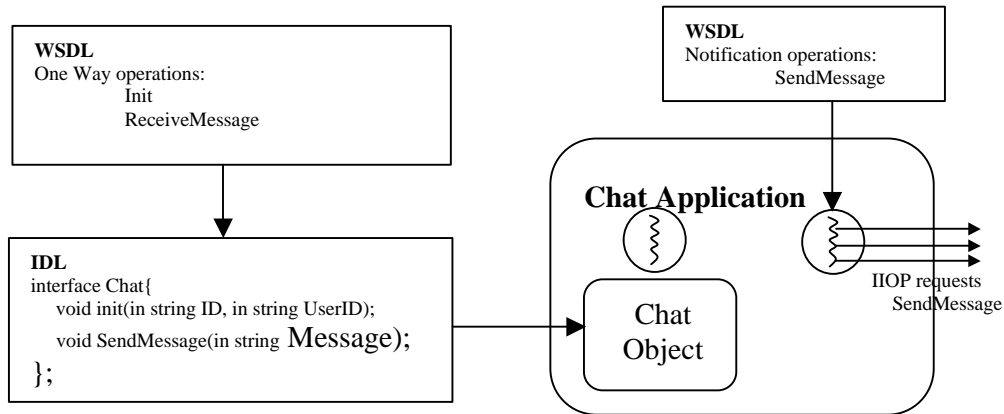 WSDL
One Way operations:
Init
ReceiveMessage
WSDL
Notification operations:
SendMessage
Chat Application
IDL
interface Chat{
void init(in string ID, in string UserID);
void SendMessage(in string Message);
};
Chat
Object
IIOP requests
SendMessage